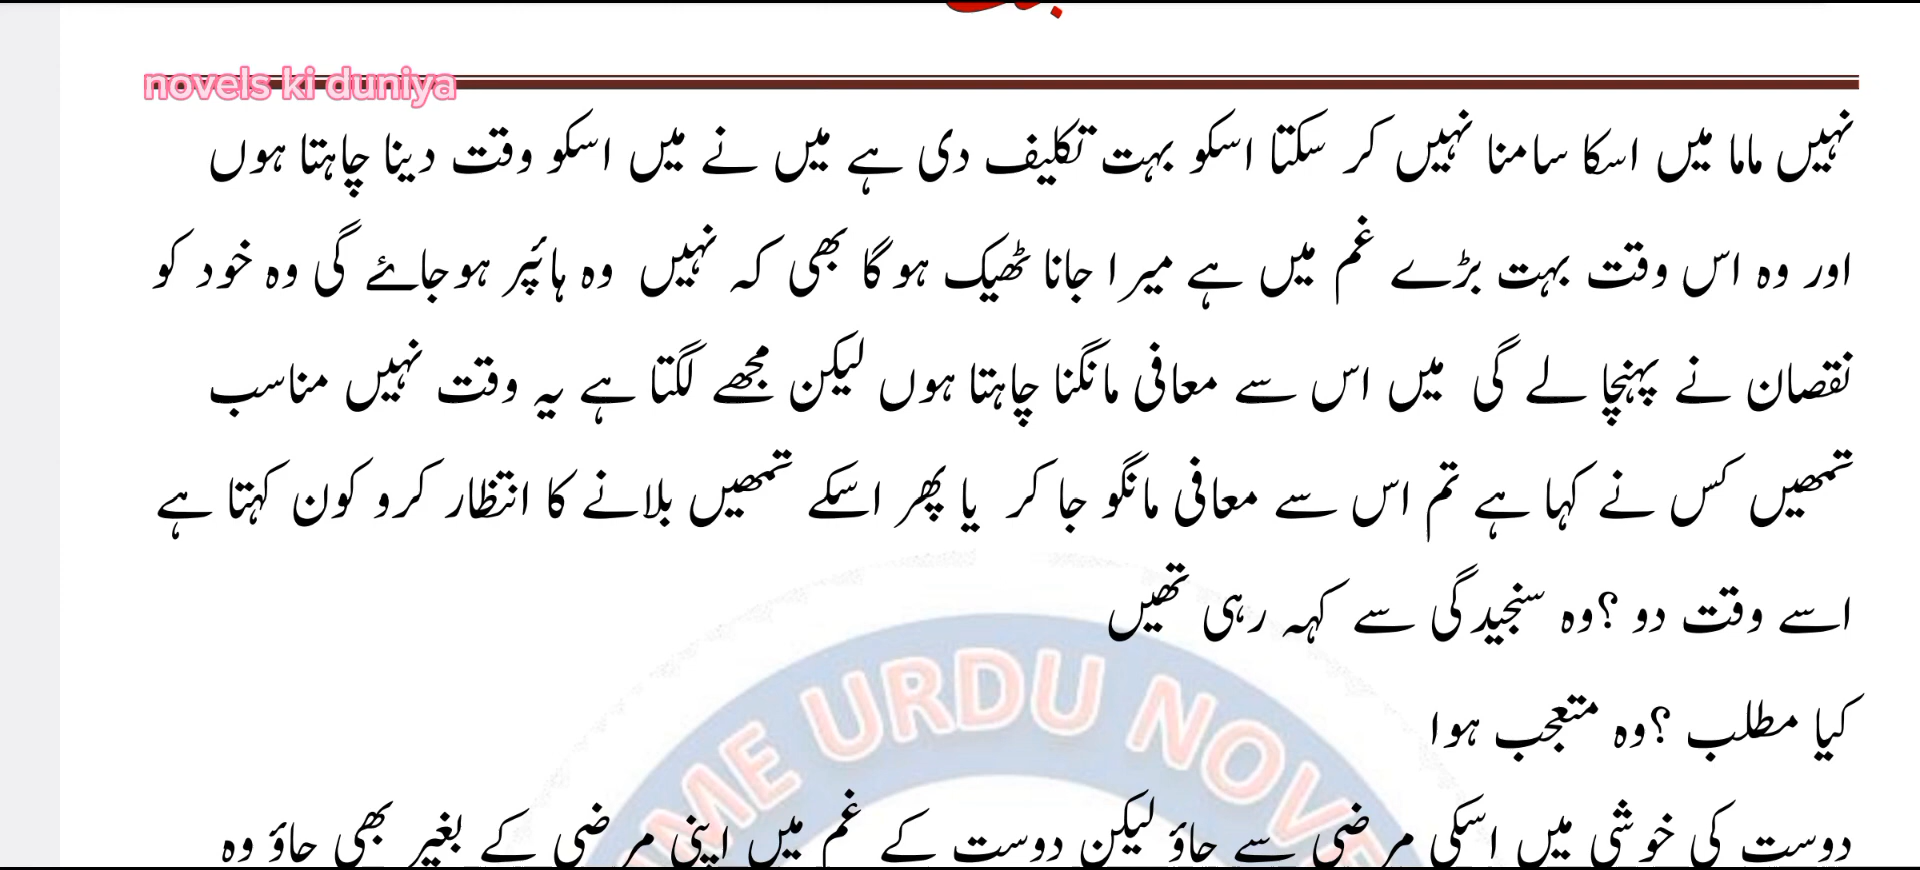 novels ki duniya
نہیں ماما میں اسکا سامنا نہیں کر سکتا اسکو بہت تکلیف دی ہے میں نے میں اسکو وقت دینا چاہتا ہوں
اور وہ اس وقت بہت بڑے غم میں ہے میرا جانا ٹھیک ہو گا بھی کہ نہیں وہ ہائپر ہوجائے گی وہ خود کو
نقصان نے پہنچا لے گی میں اس سے معافی مانگنا چاہتا ہوں لیکن مجھے لگتا ہے یہ وقت نہیں مناسب
تمھیں کس نے کہا ہے تم اس سے معافی مانگو جا کر یا پھر اسکے تمھیں بلانے کا انتظار کرو کون کہتا ہے
اسے وقت دو ؟وہ سنجیدگی سے کہہ رہی تھیں
کیا مطلب ؟وہ متعجب ہوا
دوست کی خوشی میں اسکی مرضی سے جاؤ لیکن دوست کے غم میں اپنی مرضی کے بغیر بھی جاؤ وہ
URDU